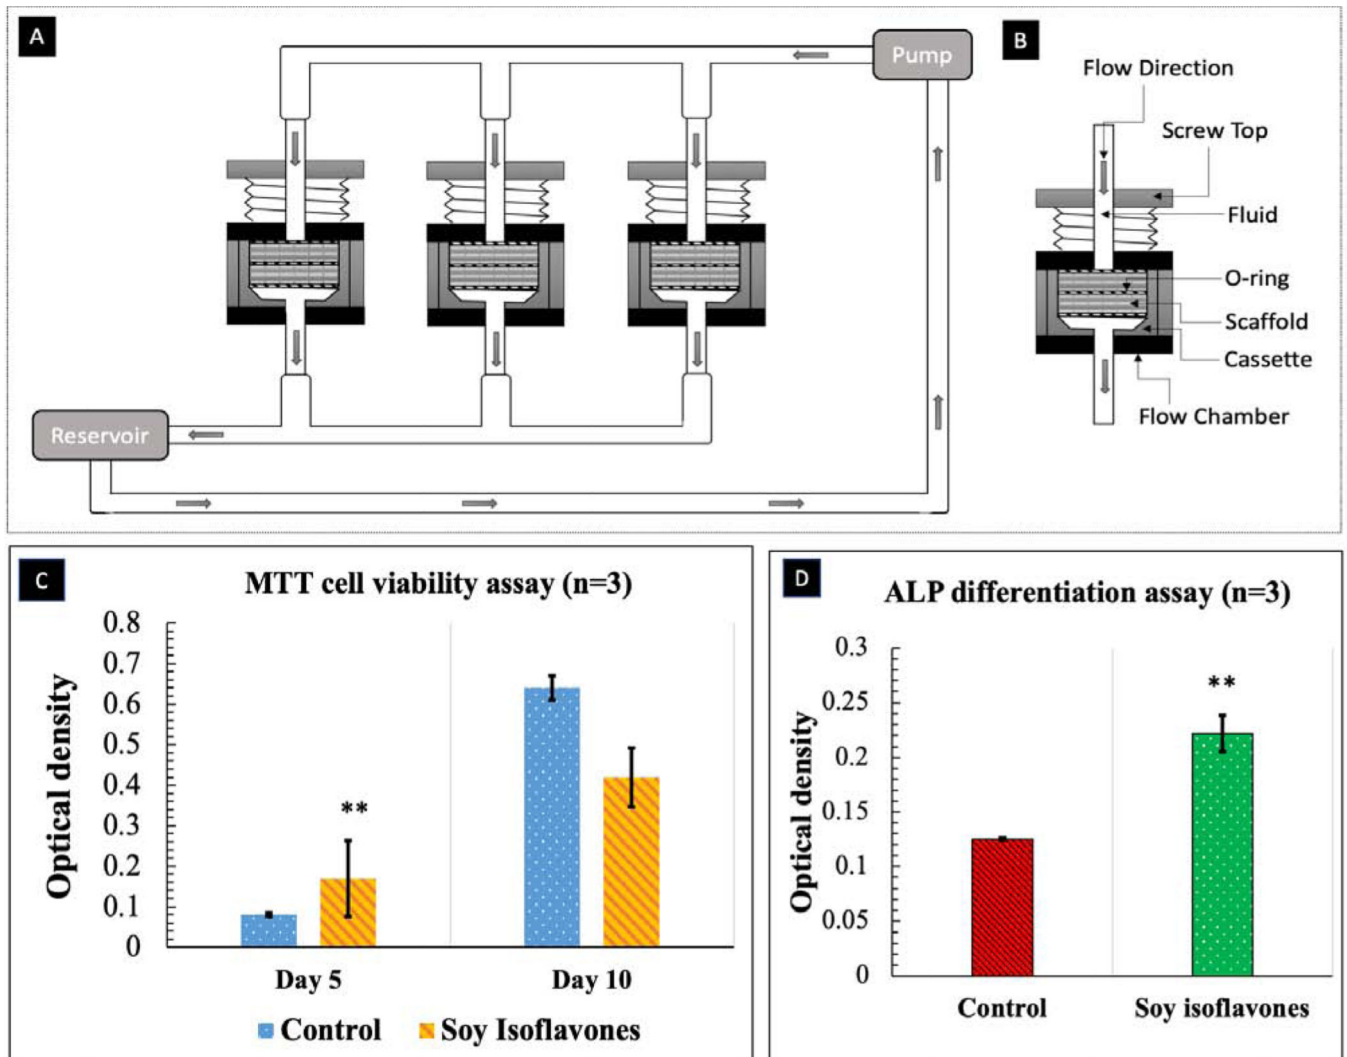 A
Pump
Reservoir
B
Flow Direction
Screw Top
Fluid
O-ring
Scaffold
Cassette
Flow Chamber
C
MTT cell viability assay (n=3)
Optical density
0.8
0.7
0.6
0.5
0.4
0.3
0.2
0.1
0
**
Day 5
Day 10
Control
Soy Isoflavones
D
ALP differentiation assay (n=3)
Optical density
0.3
0.25
0.2
0.15
0.1
0.05
0
**
Control
Soy isoflavones